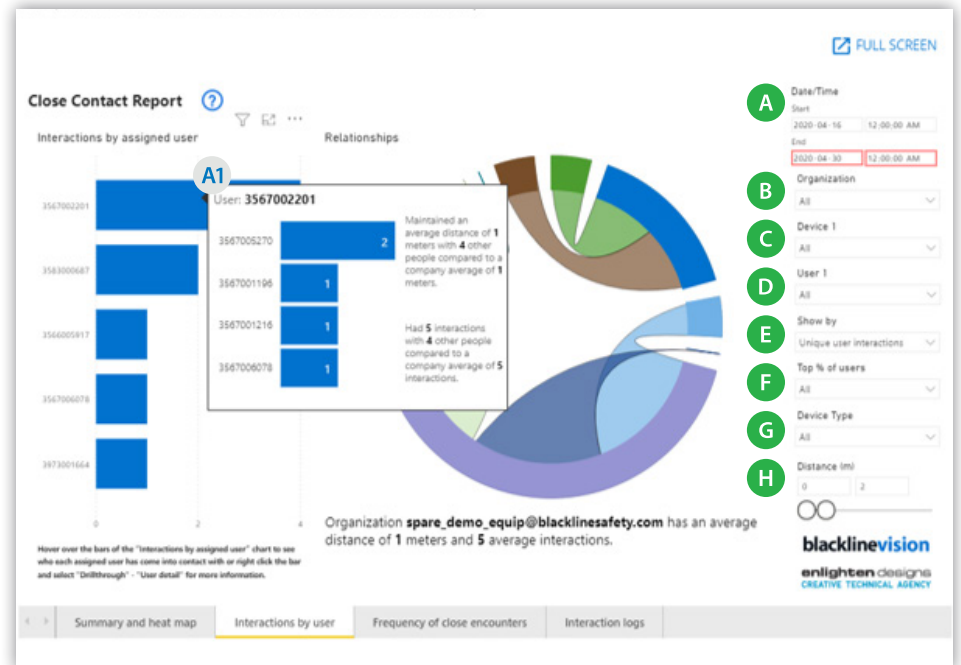 FULL SCREEN
Close Contact Report
?
Interactions by assigned user
Relationships
A1
3567002201
3583000687
3566005917
3567006078
3973001664
0
2
4
User: 3567002201
3567005270
2
3567001196
1
3567001216
1
3567006078
1
Maintained an
average distance of 1
meters with 4 other
people compared to a
company average of 1
meters.
Had 5 interactions
with 4 other people
compared to a
company average of 5
interactions.
Organization spare_demo_equip@blacklinesafety.com has an average
distance of 1 meters and 5 average interactions.
Hover over the bars of the "Interactions by assigned user" chart to see
who each assigned user has come into contact with or right click the bar
and select "Drillthrough" - "User detail" for more information.
A
Date/Time
Start
2020-04-16
12:00:00 AM
End
2020-04-30
12:00:00 AM
B
Organization
All
C
Device 1
All
D
User 1
All
E
Show by
Unique user interactions
F
Top % of users
All
G
Device Type
All
H
Distance (m)
0
2
blacklinevision
enlighten designs
CREATIVE TECHNICAL AGENCY
Summary and heat map
Interactions by user
Frequency of close encounters
Interaction logs